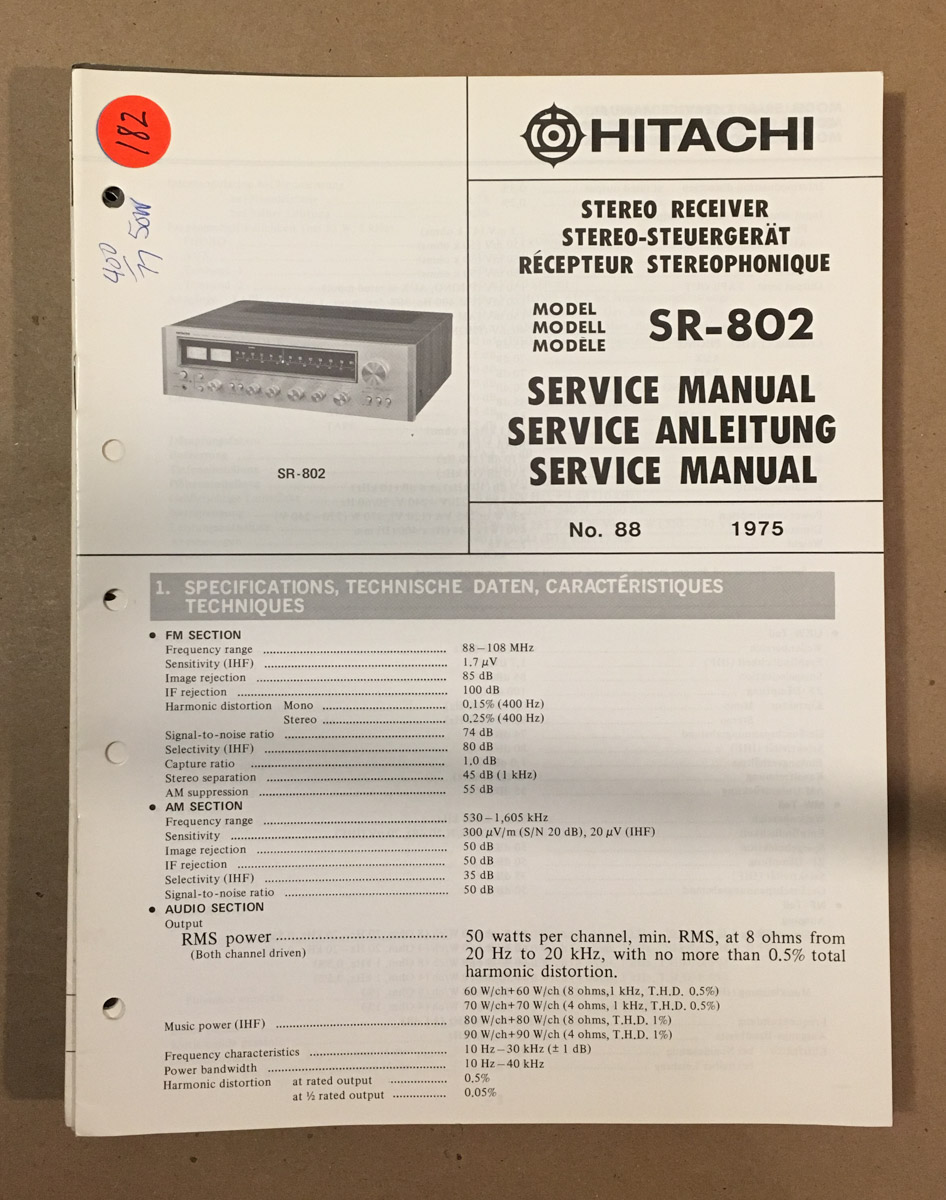 182
400
77 50W
HITACHI
STEREO RECEIVER
STEREO-STEUERGERÄT
RÉCEPTEUR STEREOPHONIQUE
MODEL
MODELL
MODÈLE
SR-802
SERVICE MANUAL
SERVICE ANLEITUNG
SERVICE MANUAL
SR-802
No. 88 1975
1. SPECIFICATIONS, TECHNISCHE DATEN, CARACTÉRISTIQUES
TECHNIQUES
• FM SECTION
Frequency range 88–108 MHz
Sensitivity (IHF) 1.7 μV
Image rejection 85 dB
IF rejection 100 dB
Harmonic distortion Mono 0,15% (400 Hz)
Stereo 0,25% (400 Hz)
Signal-to-noise ratio 74 dB
Selectivity (IHF) 80 dB
Capture ratio 1,0 dB
Stereo separation 45 dB (1 kHz)
AM suppression 55 dB
• AM SECTION
Frequency range 530–1,605 kHz
Sensitivity 300 μV/m (S/N 20 dB), 20 μV (IHF)
Image rejection 50 dB
IF rejection 50 dB
Selectivity (IHF) 35 dB
Signal-to-noise ratio 50 dB
• AUDIO SECTION
Output
RMS power 50 watts per channel, min. RMS, at 8 ohms from
(Both channel driven) 20 Hz to 20 kHz, with no more than 0.5% total
harmonic distortion.
60 W/ch+60 W/ch (8 ohms,1 kHz, T.H.D. 0.5%)
70 W/ch+70 W/ch (4 ohms, 1 kHz, T.H.D. 0.5%)
Music power (IHF) 80 W/ch+80 W/ch (8 ohms, T.H.D. 1%)
90 W/ch+90 W/ch (4 ohms, T.H.D. 1%)
Frequency characteristics 10 Hz–30 kHz (± 1 dB)
Power bandwidth 10 Hz–40 kHz
Harmonic distortion at rated output 0.5%
at ½ rated output 0,05%